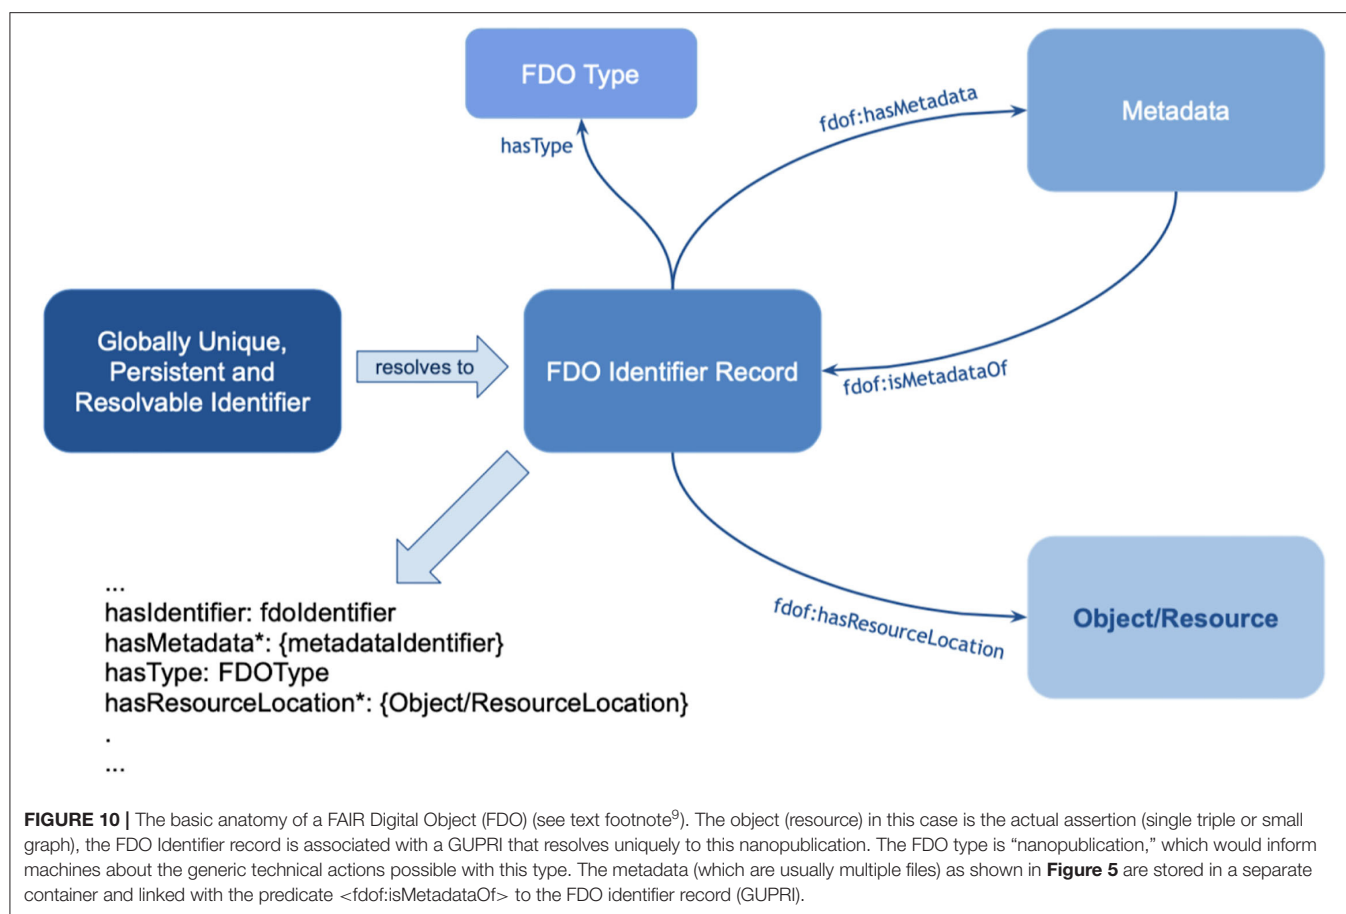 FDO Type
hasType
fdof:hasMetadata
Metadada
Globally Unique,
Persistent and
Resolvable Identifier
resolves to
FDO Identifier Record
fdof:isMetadataOf
fdof:hasResourceLocation
Object/Resource
...
hasIdentifier: fdoIdentifier
hasMetadata*: {metadataIdentifier}
hasType: FDOType
hasResourceLocation*: {Object/ResourceLocation}
.
...
FIGURE 10 | The basic anatomy of a FAIR Digital Object (FDO) (see text footnote⁹). The object (resource) in this case is the actual assertion (single triple or small
graph), the FDO Identifier record is associated with a GUPRI that resolves uniquely to this nanopublication. The FDO type is “nanopublication,” which would inform
machines about the generic technical actions possible with this type. The metadata (which are usually multiple files) as shown in Figure 5 are stored in a separate
container and linked with the predicate <fdof:isMetadataOf> to the FDO identifier record (GUPRI).